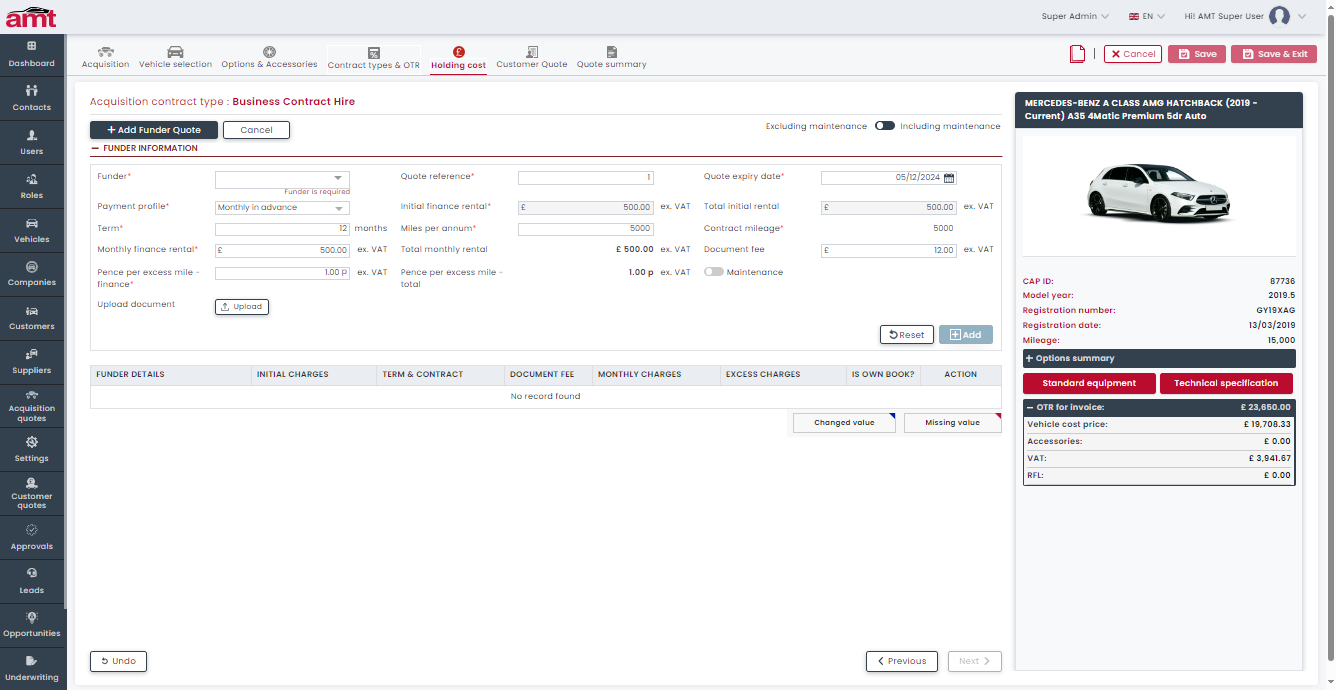 amt
Super Admin
EN
Hi! AMT Super User
Dashboard
Contacts
Users
Roles
Vehicles
Companies
Customers
Suppliers
Acquisition
quotes
Settings
Customer
quotes
Approvals
Leads
Opportunities
Underwriting
Acquisition
Vehicle selection
Options & Accessories
Contract types & OTR
Holding cost
Customer Quote
Quote summary
Cancel
Save
Save & Exit
Acquisition contract type : Business Contract Hire
Add Funder Quote
Cancel
Excluding maintenance
Including maintenance
FUNDER INFORMATION
Funder*
Funder is required
Quote reference*
1
Quote expiry date*
05/12/2024
Payment profile*
Monthly in advance
Initial finance rental*
£ 500.00 ex. VAT
Total initial rental
£ 500.00 ex. VAT
Term*
12 months
Miles per annum*
5000
Contract mileage*
5000
Monthly finance rental*
£ 500.00 ex. VAT
Total monthly rental
£ 500.00 ex. VAT
Document fee
£ 12.00 ex. VAT
Pence per excess mile -
finance*
1.00 p ex. VAT
Pence per excess mile -
total
1.00 p ex. VAT
Maintenance
Upload document
Upload
Reset
Add
FUNDER DETAILS
INITIAL CHARGES
TERM & CONTRACT
DOCUMENT FEE
MONTHLY CHARGES
EXCESS CHARGES
IS OWN BOOK?
ACTION
No record found
Changed value
Missing value
Undo
Previous
Next
MERCEDES-BENZ A CLASS AMG HATCHBACK (2019 -
Current) A35 4Matic Premium 5dr Auto
CAP ID: 87736
Model year: 2019.5
Registration number: GY19XAG
Registration date: 13/03/2019
Mileage: 15,000
Options summary
Standard equipment
Technical specification
OTR for invoice: £ 23,650.00
Vehicle cost price: £ 19,708.33
Accessories: £ 0.00
VAT: £ 3,941.67
RFL: £ 0.00